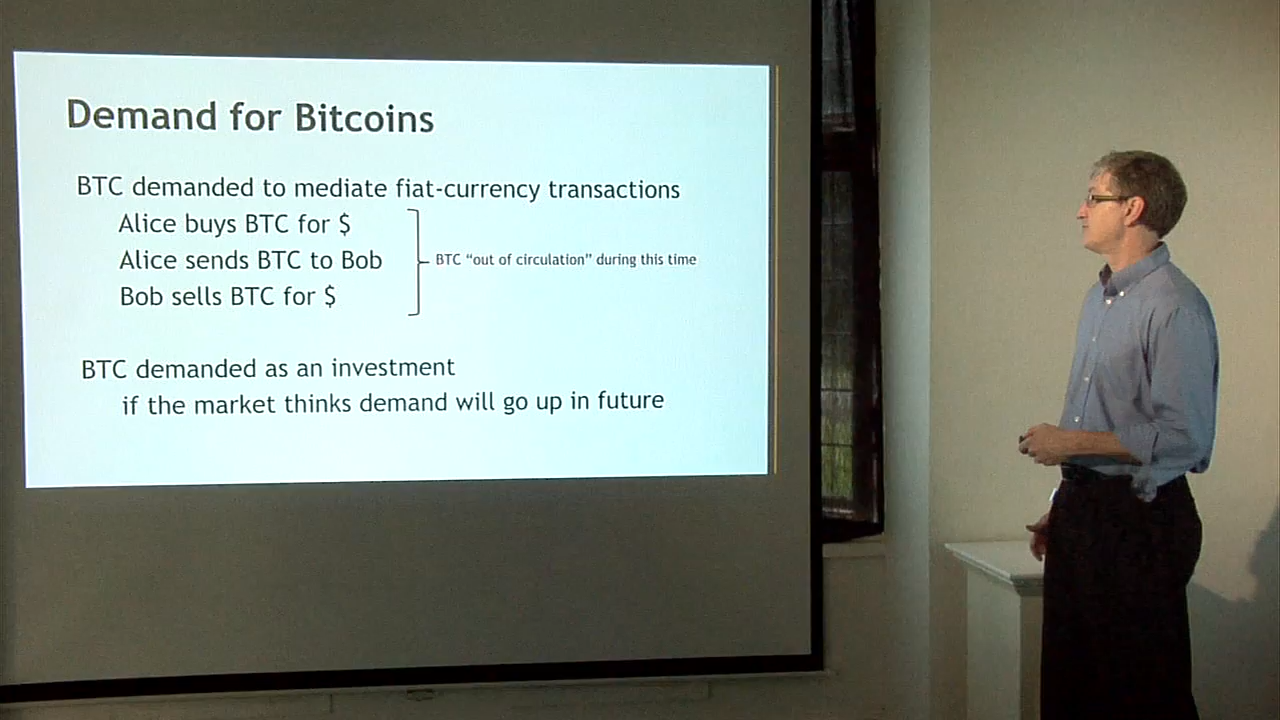 Demand for Bitcoins
BTC demanded to mediate fiat-currency transactions
Alice buys BTC for $
Alice sends BTC to Bob
BTC “out of circulation” during this time
Bob sells BTC for $
BTC demanded as an investment
if the market thinks demand will go up in future